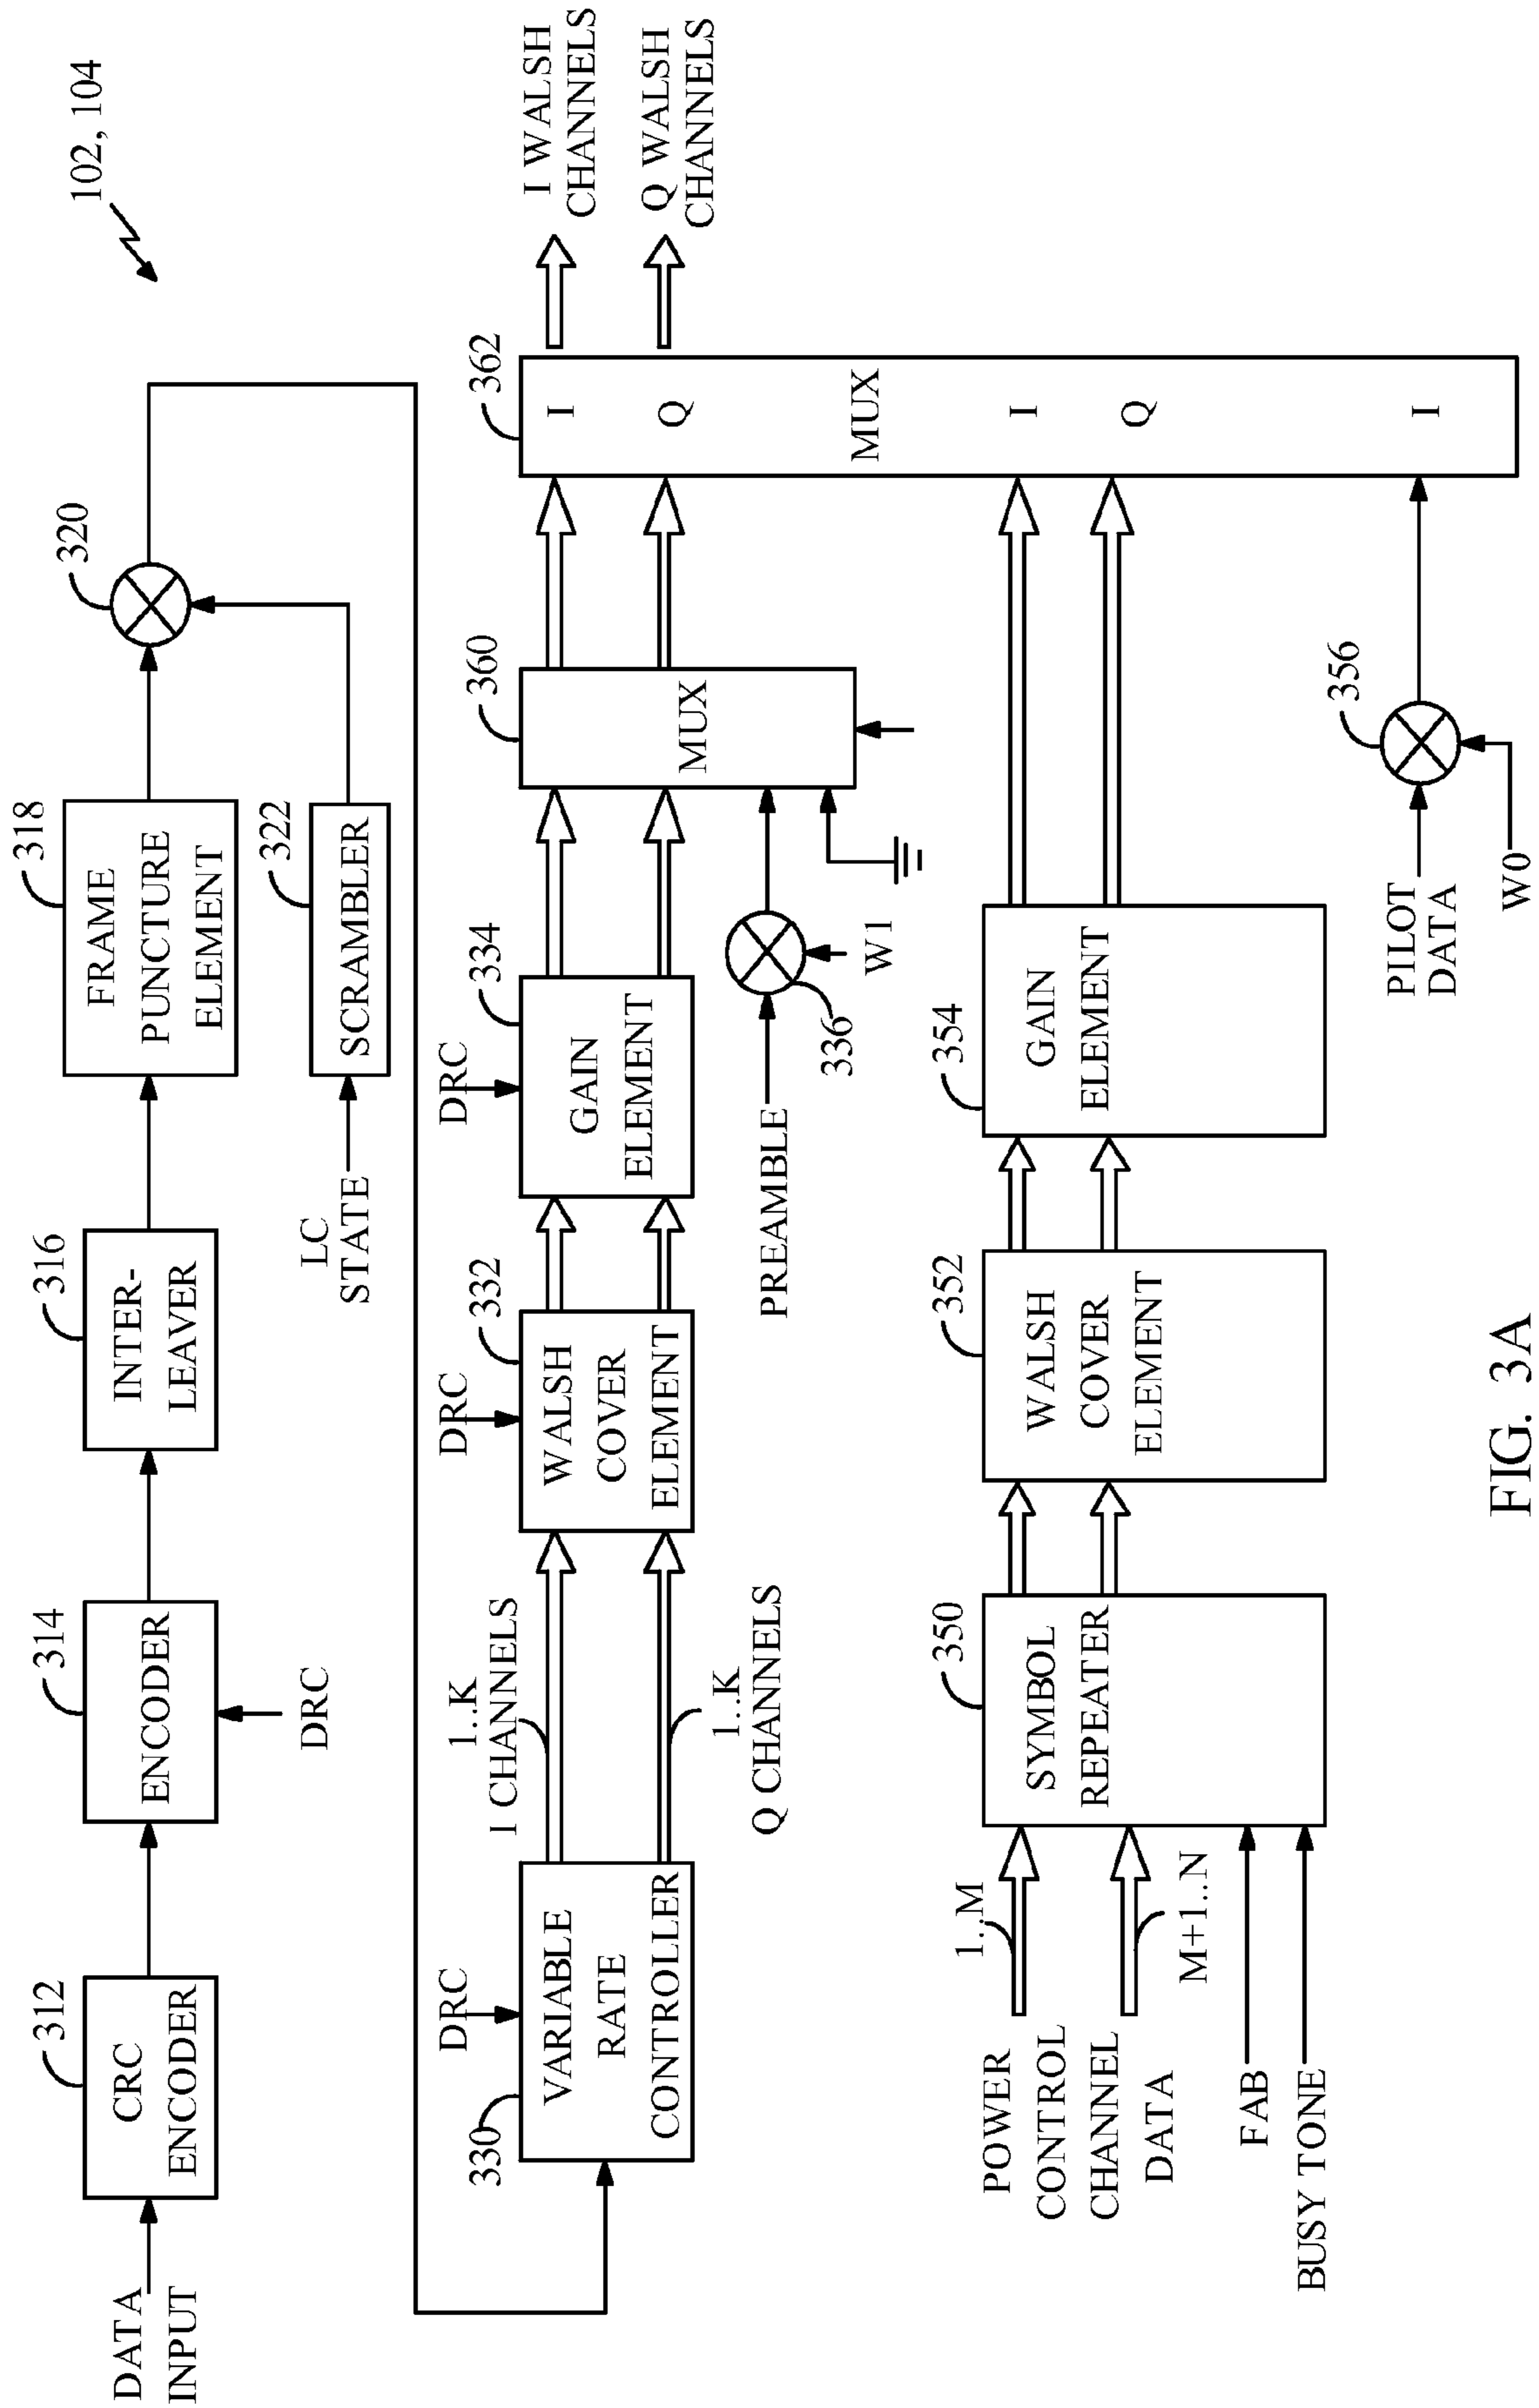 102, 104
DATA
INPUT
312
CRC
ENCODER
314
ENCODER
DRC
316
INTER-
LEAVER
318
FRAME
PUNCTURE
ELEMENT
320
LC
STATE
322
SCRAMBLER
330
DRC
VARIABLE
RATE
CONTROLLER
1..K
I CHANNELS
1..K
Q CHANNELS
DRC
332
WALSH
COVER
ELEMENT
DRC
334
GAIN
ELEMENT
PREAMBLE
336
W1
360
MUX
362
I
Q
MUX
I
Q
I
I WALSH
CHANNELS
Q WALSH
CHANNELS
POWER
CONTROL
CHANNEL
DATA
1..M
M+1..N
FAB
BUSY TONE
350
SYMBOL
REPEATER
352
WALSH
COVER
ELEMENT
354
GAIN
ELEMENT
PILOT
DATA
356
W0
FIG. 3A